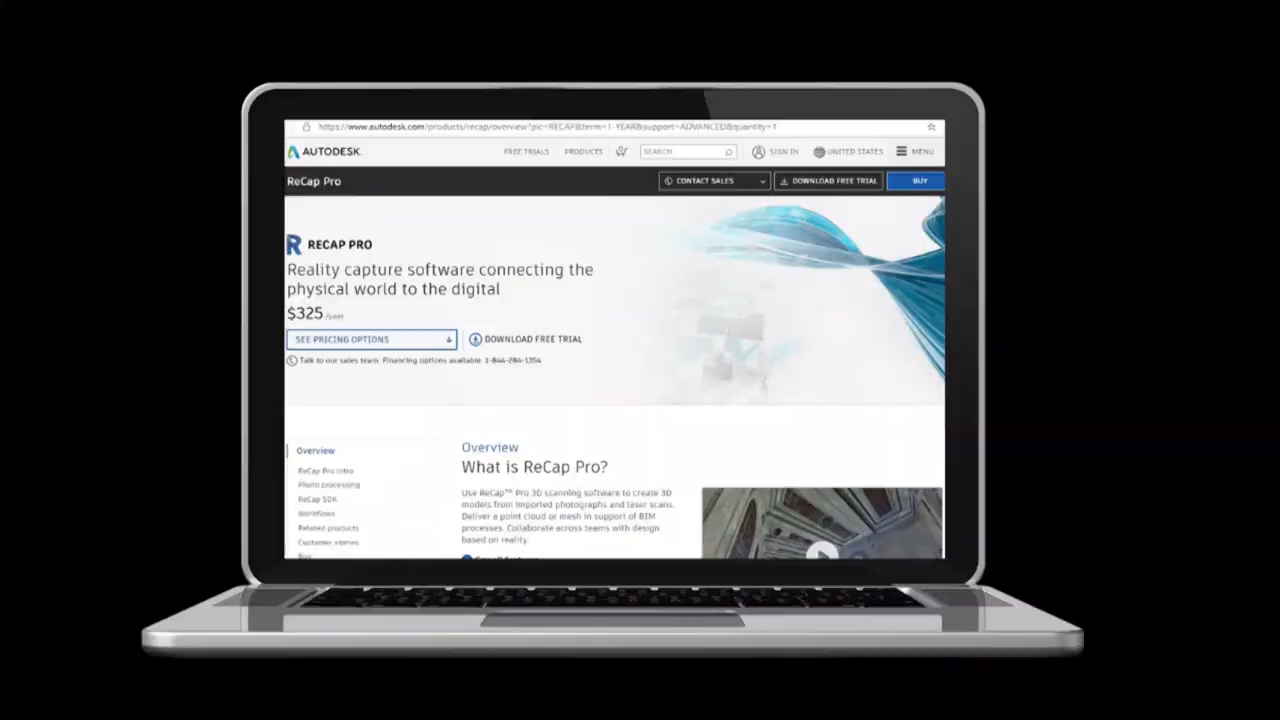 https://www.autodesk.com/products/recap/overview?plc=RECAP&term=1-YEAR&support=ADVANCED&quantity=1
AUTODESK
FREE TRIALS
PRODUCTS
SEARCH
SIGN IN
UNITED STATES
MENU
ReCap Pro
CONTACT SALES
DOWNLOAD FREE TRIAL
BUY
R RECAP PRO
Reality capture software connecting the
physical world to the digital
$325 /year
SEE PRICING OPTIONS
DOWNLOAD FREE TRIAL
Talk to our sales team. Financing options available 1-844-284-1354
Overview
ReCap Pro intro
Photo processing
ReCap SDK
Workflows
Related products
Customer stories
Buy
Overview
What is ReCap Pro?
Use ReCap™ Pro 3D scanning software to create 3D
models from imported photographs and laser scans.
Deliver a point cloud or mesh in support of BIM
processes. Collaborate across teams with design
based on reality.